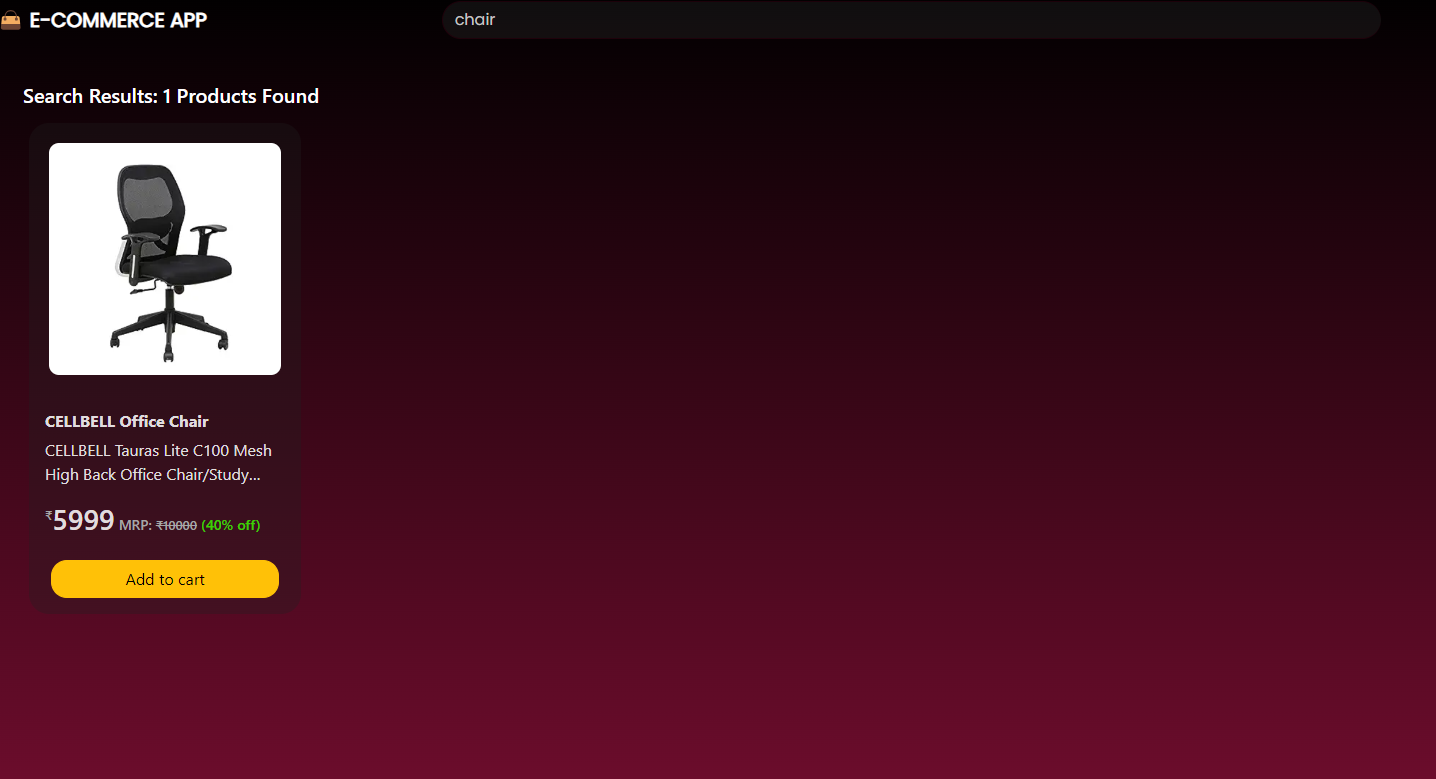 E-COMMERCE APP
chair
Search Results: 1 Products Found
CELLBELL Office Chair
CELLBELL Tauras Lite C100 Mesh
High Back Office Chair/Study...
₹5999 MRP: ₹10000 (40% off)
Add to cart